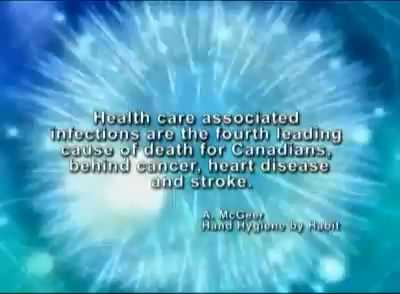 Health care associated
infections are the fourth leading
cause of death for Canadians,
behind cancer, heart disease
and stroke.
A. McGeer
Hand Hygiene by Habit